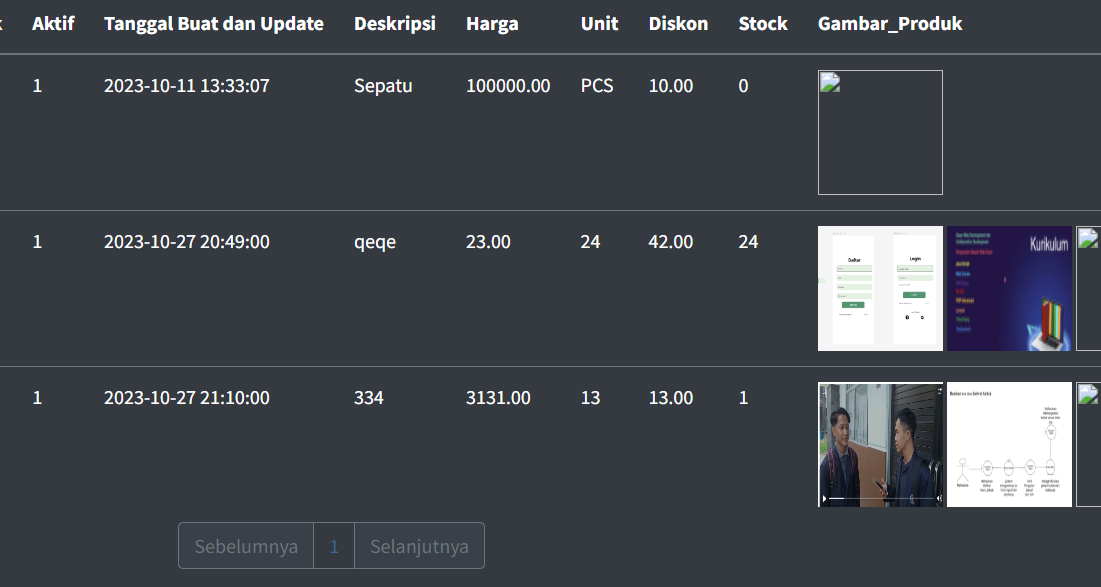 Aktif Tanggal Buat dan Update Deskripsi Harga Unit Diskon Stock Gambar_Produk
1 2023-10-11 13:33:07 Sepatu 100000.00 PCS 10.00 0
1 2023-10-27 20:49:00 qeqe 23.00 24 42.00 24
Daftar Login
Kurikulum
1 2023-10-27 21:10:00 334 3131.00 13 13.00 1
Sebelumnya 1 Selanjutnya